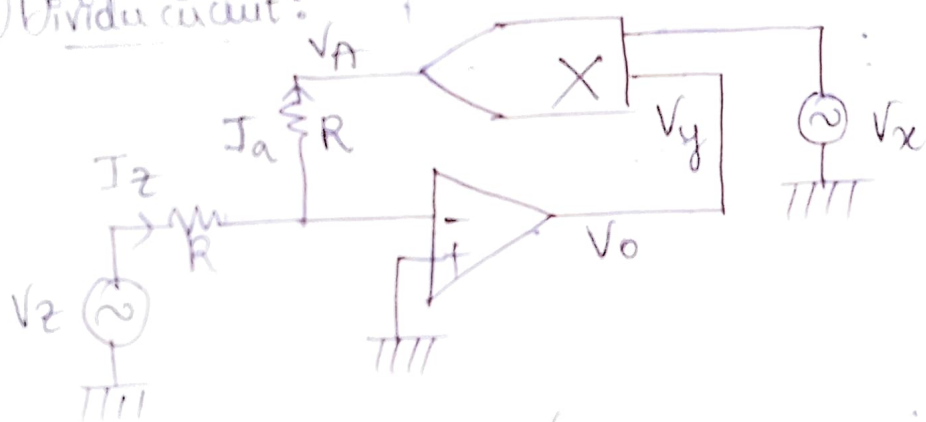 ) Divider circuit :
VA
X
Ia
R
Vy
Vx
Iz
R
-
+
Vo
Vz